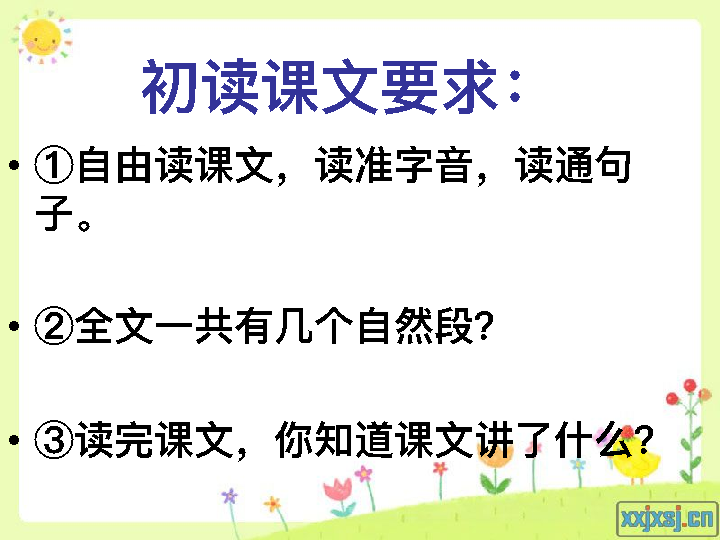 初读课文要求：
• ①自由读课文，读准字音，读通句
子。
• ②全文一共有几个自然段？
• ③读完课文，你知道课文讲了什么？
xxjxsj.cn